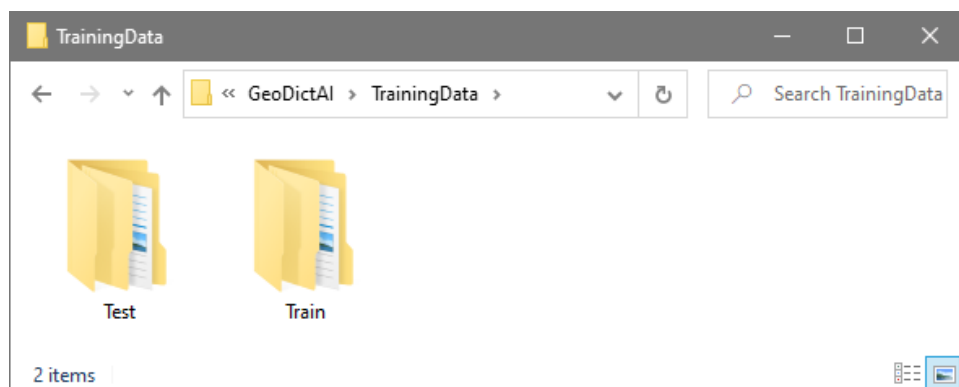 TrainingData
« GeoDictAI > TrainingData >
Search TrainingData
Test
Train
2 items